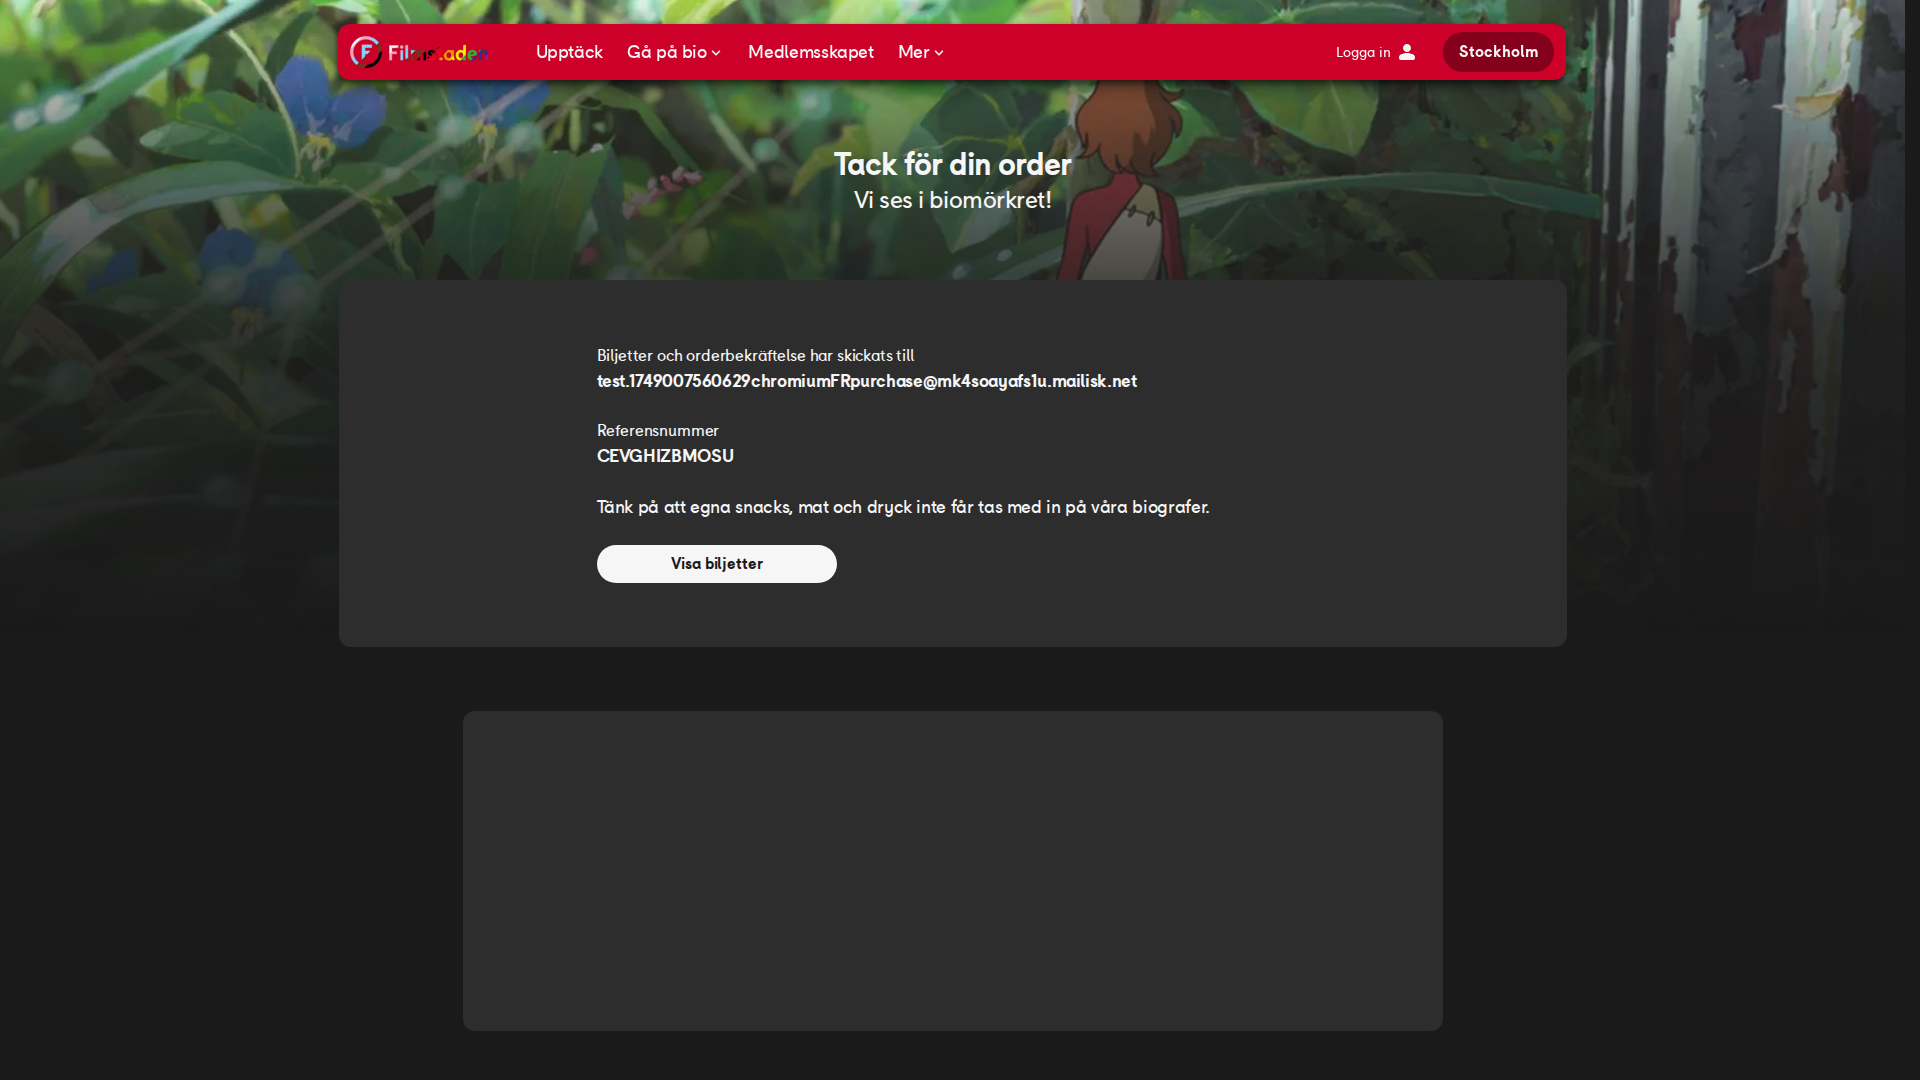 Filmstaden
Upptäck
Gå på bio
Medlemsskapet
Mer
Logga in
Stockholm
Tack för din order
Vi ses i biomörkret!
Biljetter och orderbekräftelse har skickats till
test.1749007560629chromiumFRpurchase@mk4soayafs1u.mailisk.net
Referensnummer
CEVGHIZBMOSU
Tänk på att egna snacks, mat och dryck inte får tas med in på våra biografer.
Visa biljetter